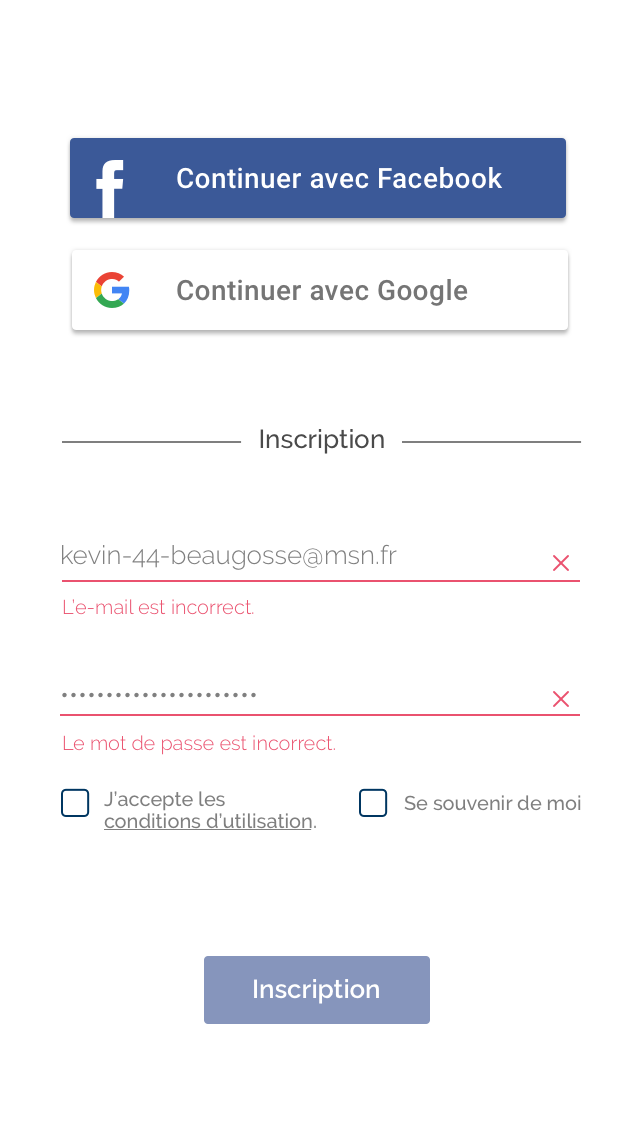 Continuer avec Facebook
Continuer avec Google
Inscription
kevin-44-beaugosse@msn.fr
L'e-mail est incorrect.
••••••••••••••••••••••
Le mot de passe est incorrect.
J'accepte les
conditions d'utilisation.
Se souvenir de moi
Inscription